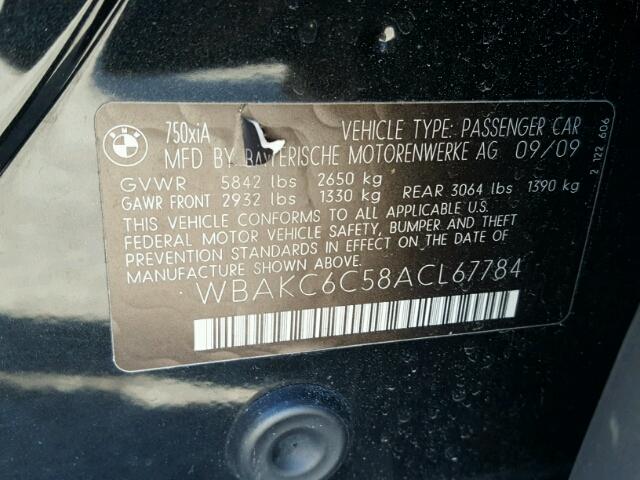 BMW
750xiA VEHICLE TYPE: PASSENGER CAR
MFD BY BAYERISCHE MOTORENWERKE AG 09/09
GVWR 5842 lbs 2650 kg
GAWR FRONT 2932 lbs 1330 kg REAR 3064 lbs 1390 kg
THIS VEHICLE CONFORMS TO ALL APPLICABLE U.S.
FEDERAL MOTOR VEHICLE SAFETY, BUMPER AND THEFT
PREVENTION STANDARDS IN EFFECT ON THE DATE OF
MANUFACTURE SHOWN ABOVE.
WBAKC6C58ACL67784
2 122 606